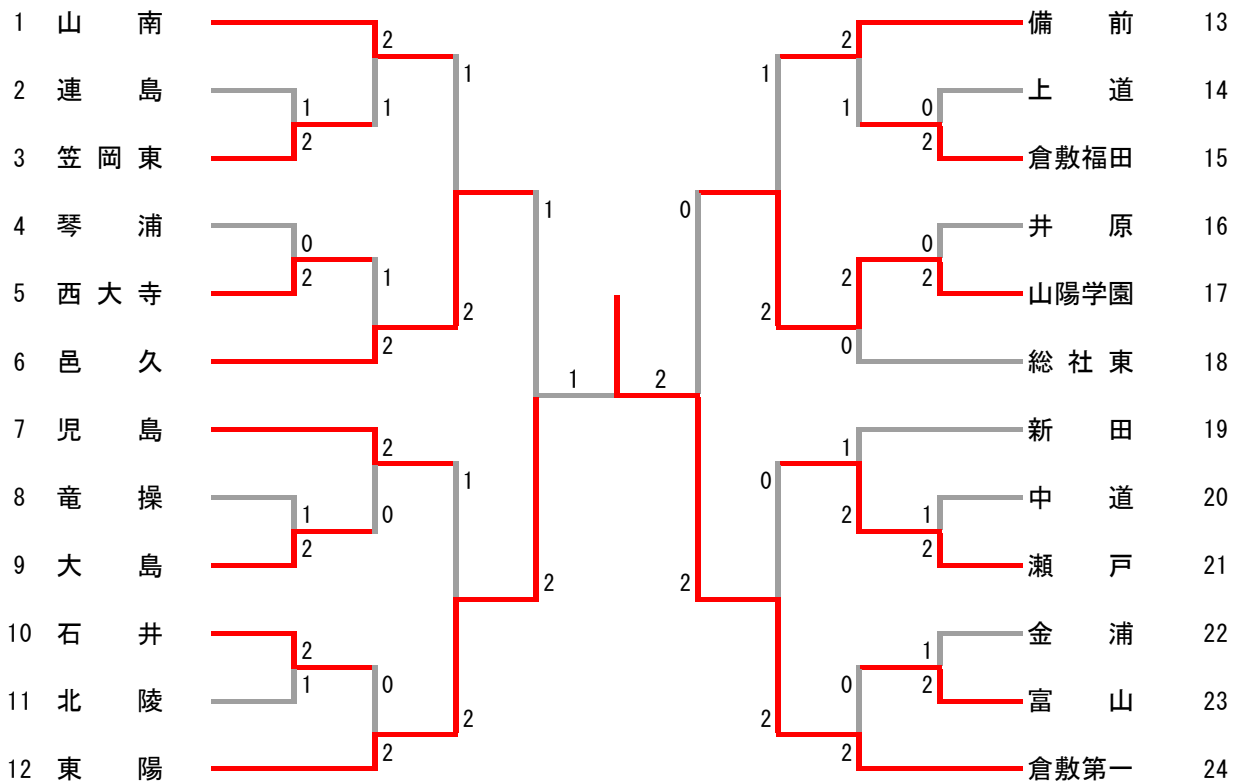 1 山南 2 備前 13
2
1 1
2 連島 上道 14
1 1 1 0
2 2
3 笠岡東 倉敷福田 15
1 0
4 琴浦 井原 16
0 0
2 1 2 2
5 西大寺 山陽学園 17
2 2
2 0
6 邑久 総社東 18
1 2
7 児島 新田 19
2 1
1 0
8 竜操 中道 20
1 0 2 1
2 2
9 大島 瀬戸 21
2 2
10 石井 金浦 22
2 1
1 0 0 2
11 北陵 富山 23
2 2
2 2
12 東陽 倉敷第一 24